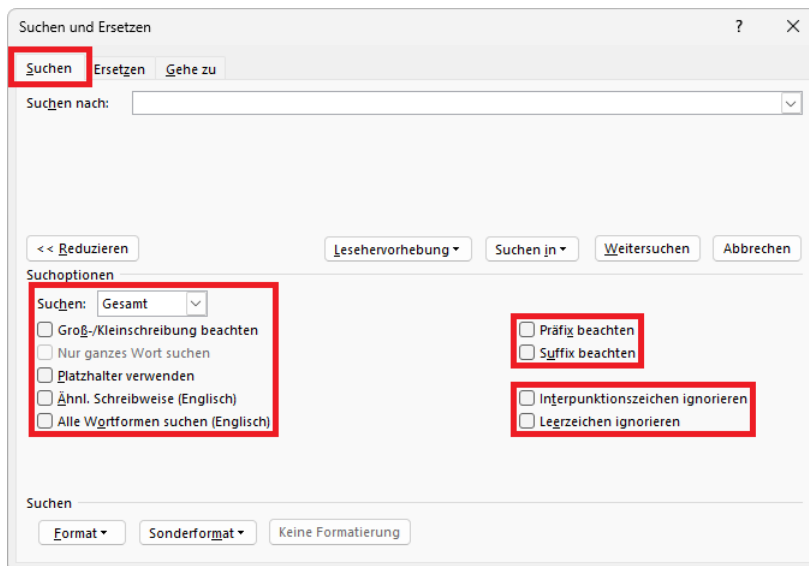 Suchen und Ersetzen ?
Suchen Ersetzen Gehe zu
Suchen nach:
<< Reduzieren Lesehervorhebung Suchen in Weitersuchen Abbrechen
Suchoptionen
Suchen: Gesamt
Groß-/Kleinschreibung beachten Präfix beachten
Nur ganzes Wort suchen Suffix beachten
Platzhalter verwenden
Ähnl. Schreibweise (Englisch) Interpunktionszeichen ignorieren
Alle Wortformen suchen (Englisch) Leerzeichen ignorieren
Suchen
Format Sonderformat Keine Formatierung